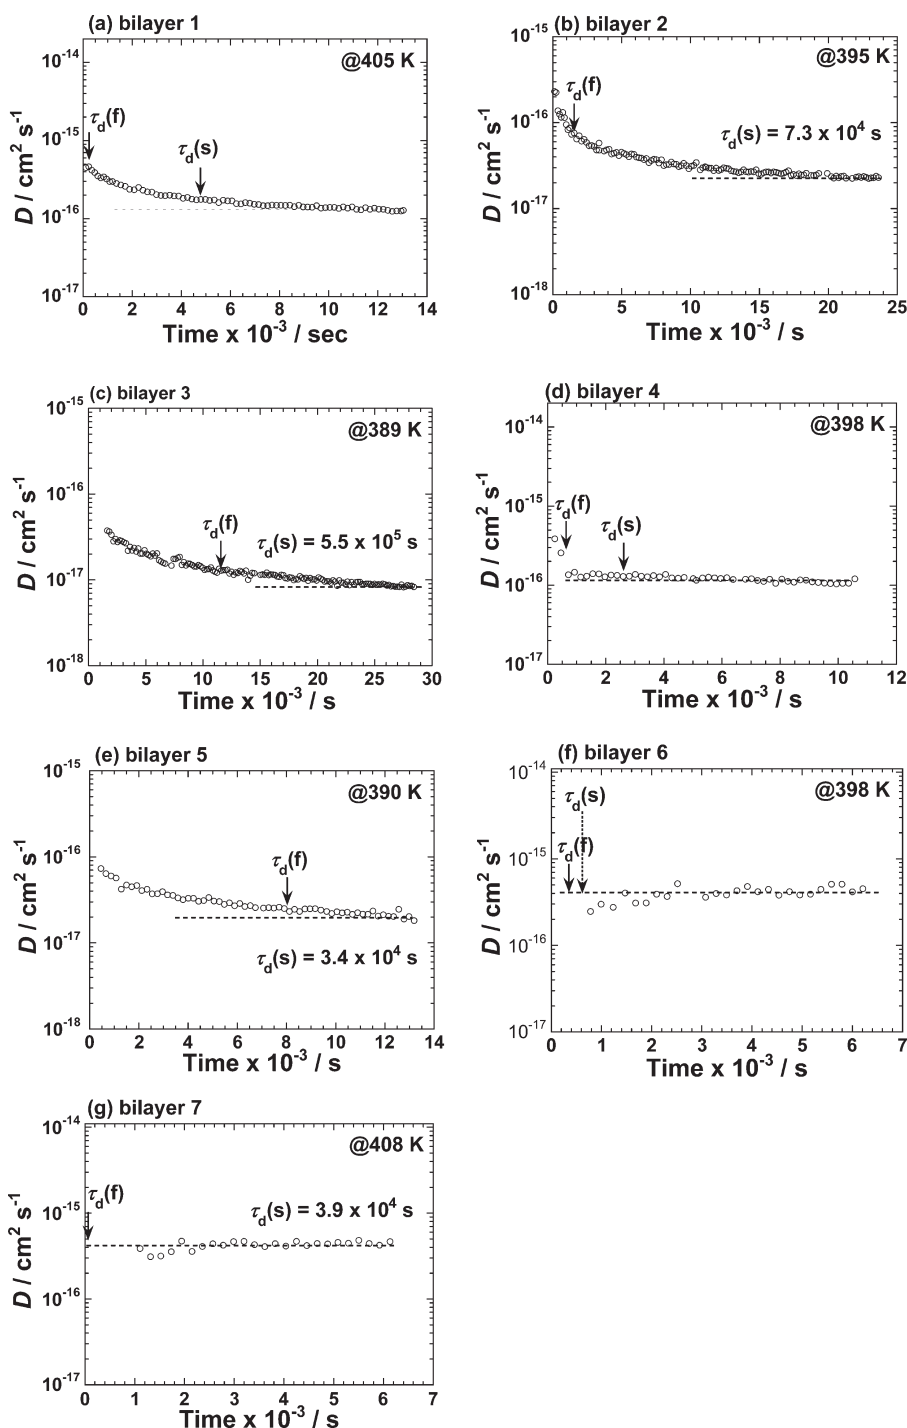 (a) bilayer 1
@405 K
τd(f)
τd(s)
10-14
10-15
10-16
10-17
D / cm2 s-1
0 2 4 6 8 10 12 14
Time x 10-3 / sec
(b) bilayer 2
@395 K
τd(f)
τd(s) = 7.3 x 104 s
10-15
10-16
10-17
10-18
D / cm2 s-1
0 5 10 15 20 25
Time x 10-3 / s
(c) bilayer 3
@389 K
τd(f)
τd(s) = 5.5 x 105 s
10-15
10-16
10-17
10-18
D / cm2 s-1
0 5 10 15 20 25 30
Time x 10-3 / s
(d) bilayer 4
@398 K
τd(f)
τd(s)
10-14
10-15
10-16
10-17
D / cm2 s-1
0 2 4 6 8 10 12
Time x 10-3 / s
(e) bilayer 5
@390 K
τd(f)
τd(s) = 3.4 x 104 s
10-15
10-16
10-17
10-18
D / cm2 s-1
0 2 4 6 8 10 12 14
Time x 10-3 / s
(f) bilayer 6
@398 K
τd(s)
τd(f)
10-14
10-15
10-16
10-17
D / cm2 s-1
0 1 2 3 4 5 6 7
Time x 10-3 / s
(g) bilayer 7
@408 K
τd(f)
τd(s) = 3.9 x 104 s
10-14
10-15
10-16
10-17
D / cm2 s-1
0 1 2 3 4 5 6 7
Time x 10-3 / s